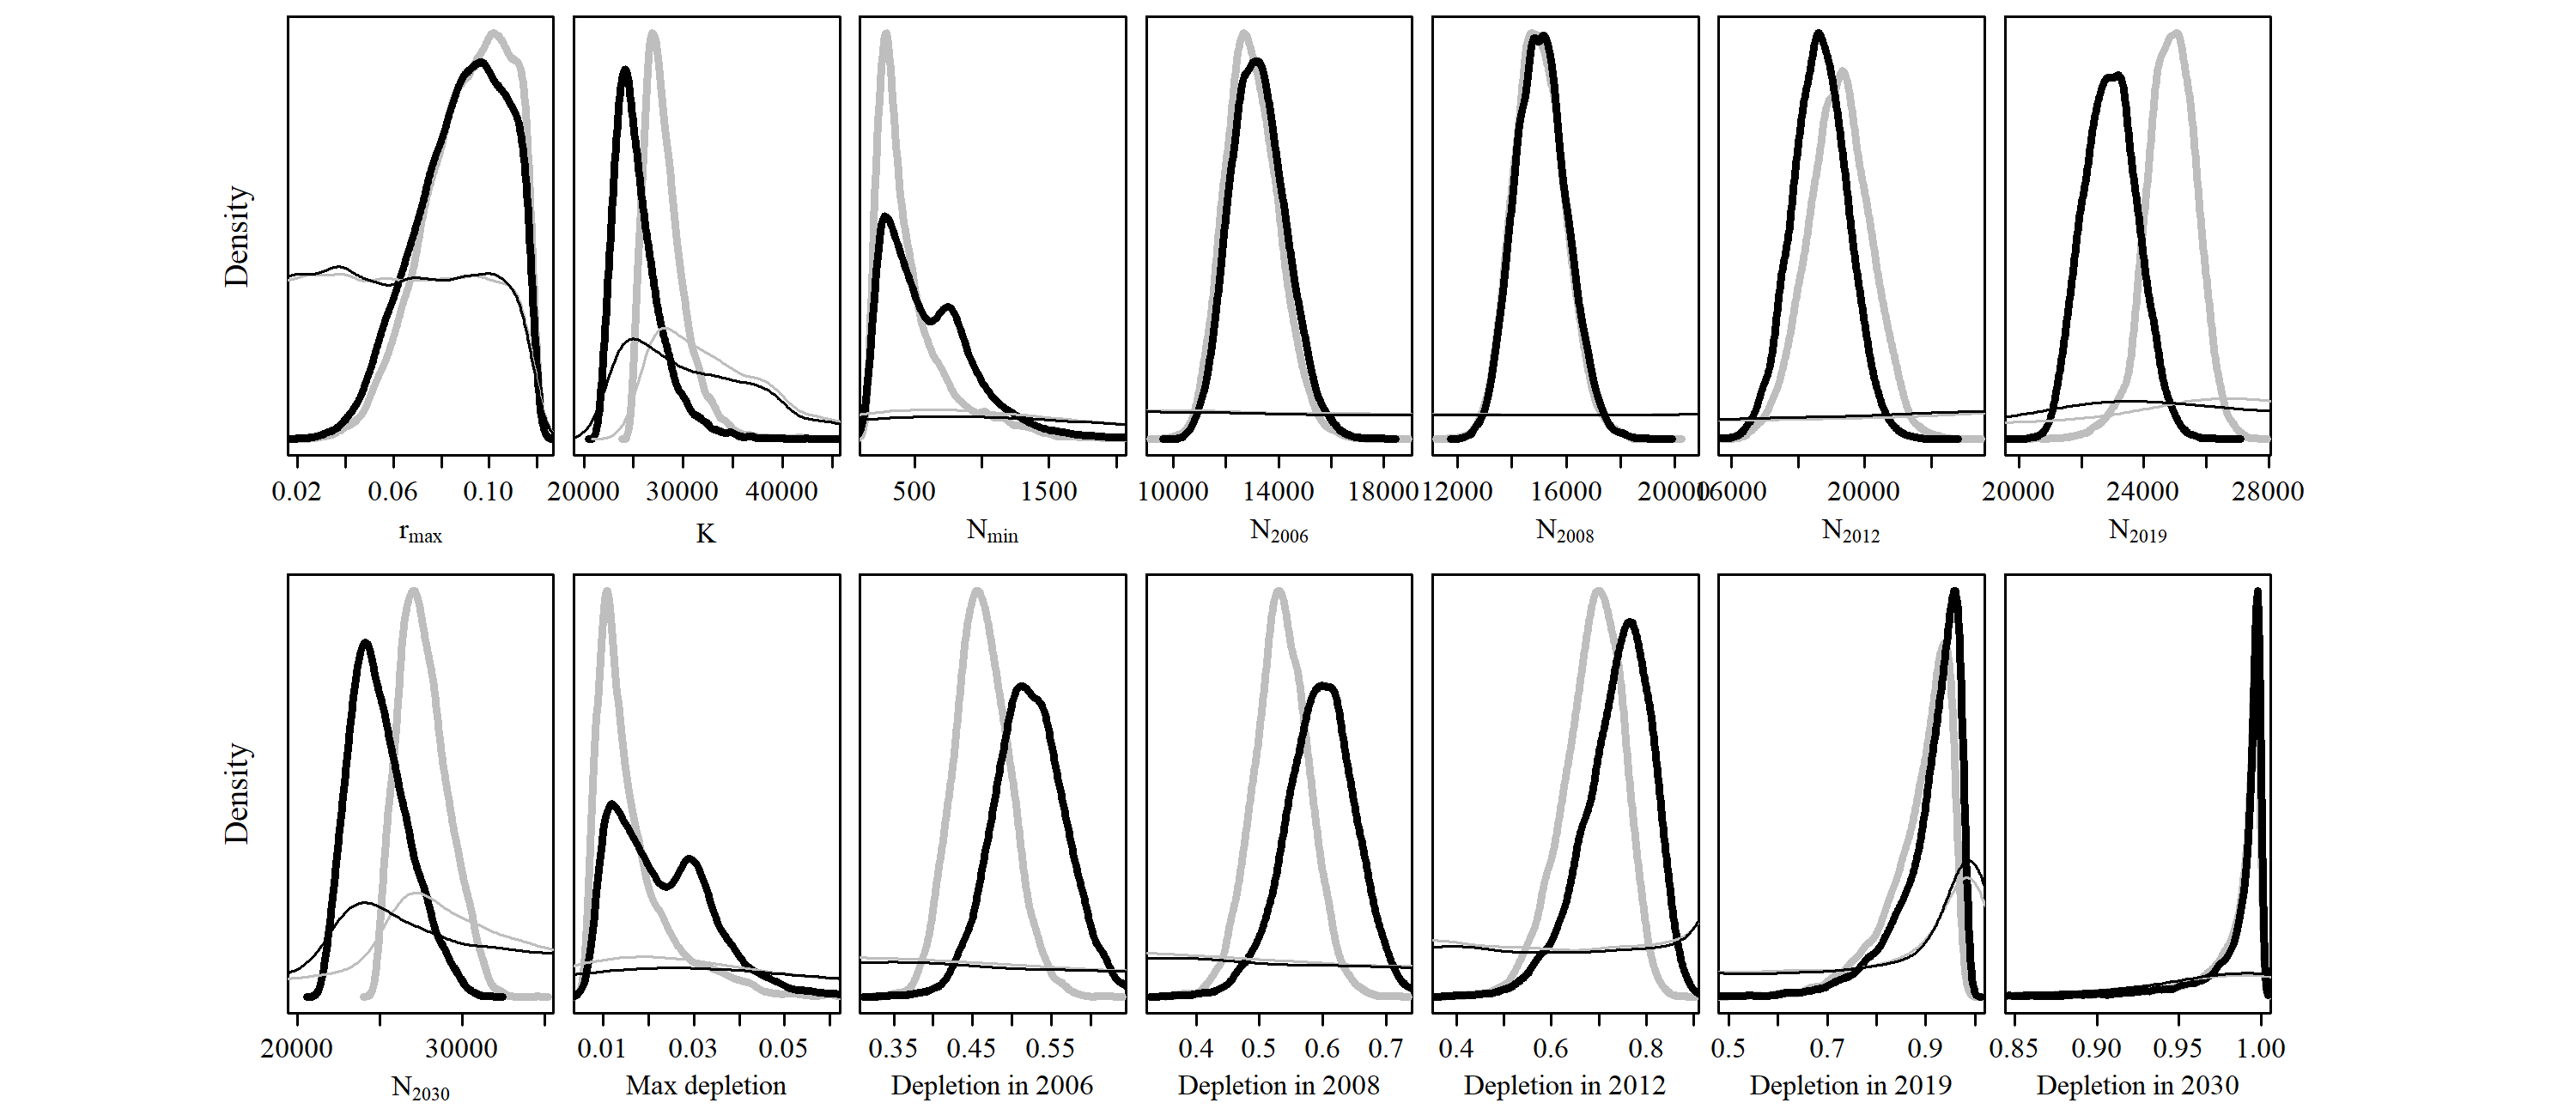 Density
0.02 0.06 0.10 20000 30000 40000 500 1500 10000 14000 18000 12000 16000 20000 16000 20000 20000 24000 28000
rmax K Nmin N2006 N2008 N2012 N2019
Density
20000 30000 0.01 0.03 0.05 0.35 0.45 0.55 0.4 0.5 0.6 0.7 0.4 0.6 0.8 0.5 0.7 0.9 0.85 0.90 0.95 1.00
N2030 Max depletion Depletion in 2006 Depletion in 2008 Depletion in 2012 Depletion in 2019 Depletion in 2030